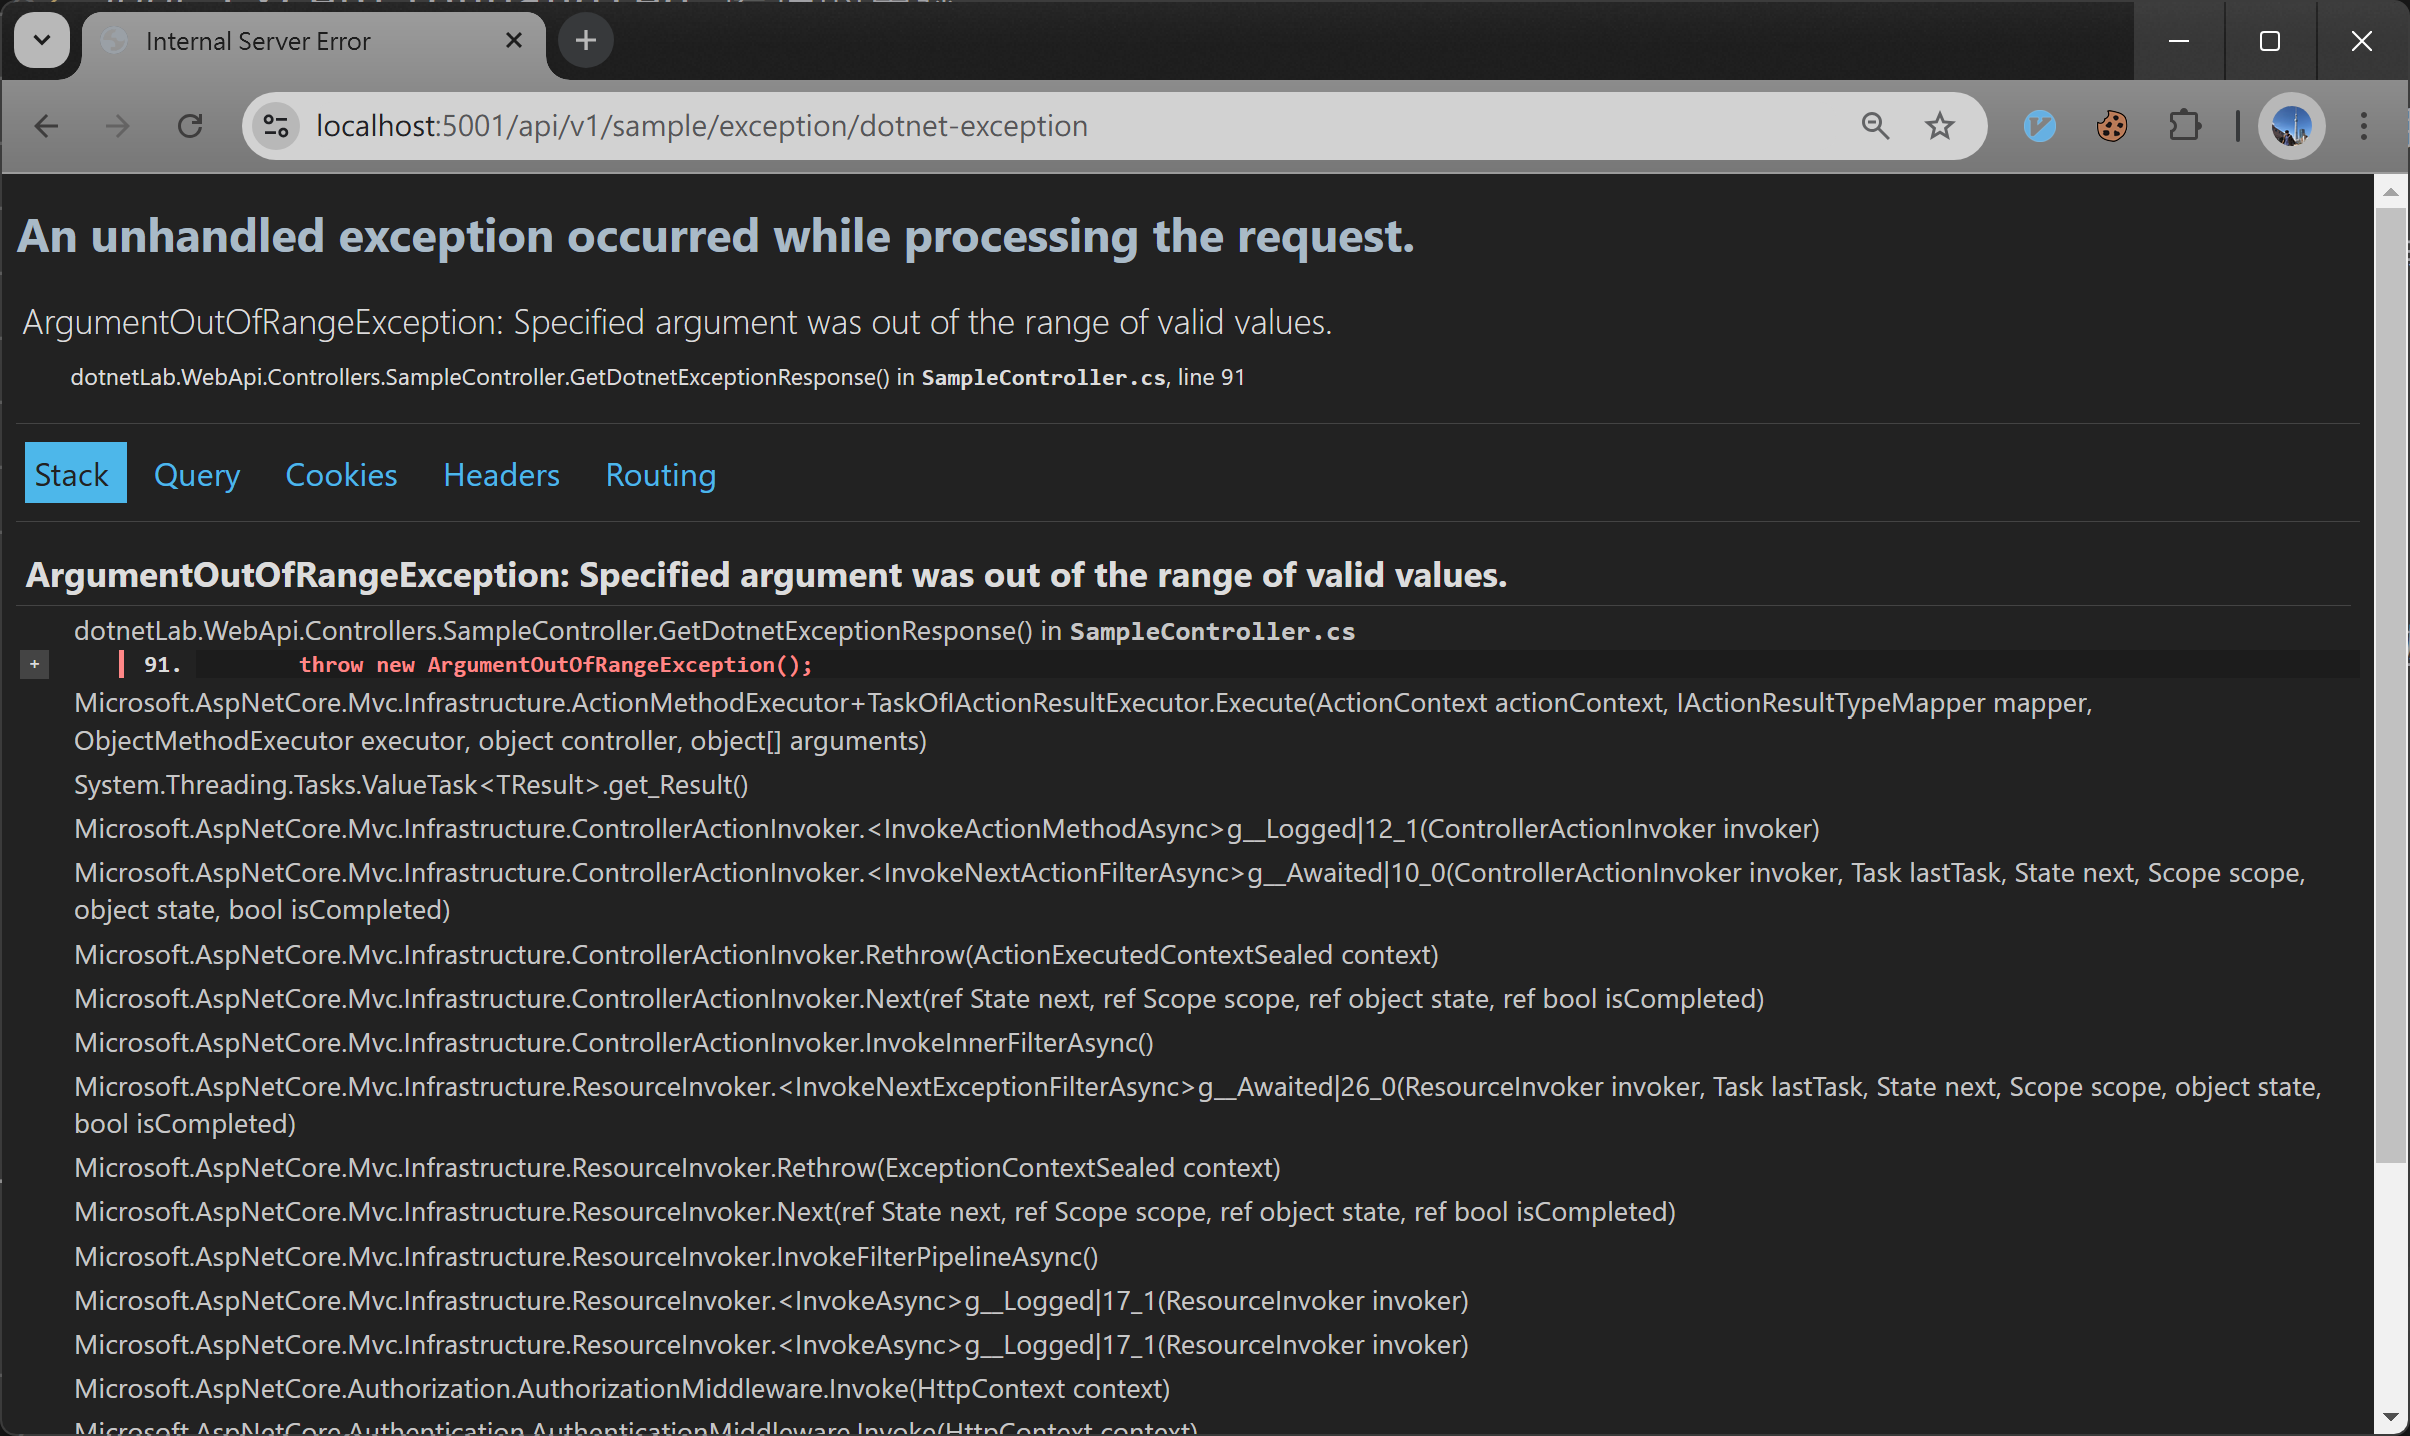 Internal Server Error
localhost:5001/api/v1/sample/exception/dotnet-exception
An unhandled exception occurred while processing the request.
ArgumentOutOfRangeException: Specified argument was out of the range of valid values.
dotnetLab.WebApi.Controllers.SampleController.GetDotnetExceptionResponse() in SampleController.cs, line 91
Stack Query Cookies Headers Routing
ArgumentOutOfRangeException: Specified argument was out of the range of valid values.
dotnetLab.WebApi.Controllers.SampleController.GetDotnetExceptionResponse() in SampleController.cs
+ 91. throw new ArgumentOutOfRangeException();
Microsoft.AspNetCore.Mvc.Infrastructure.ActionMethodExecutor+TaskOfIActionResultExecutor.Execute(ActionContext actionContext, IActionResultTypeMapper mapper,
ObjectMethodExecutor executor, object controller, object[] arguments)
System.Threading.Tasks.ValueTask<TResult>.get_Result()
Microsoft.AspNetCore.Mvc.Infrastructure.ControllerActionInvoker.<InvokeActionMethodAsync>g__Logged|12_1(ControllerActionInvoker invoker)
Microsoft.AspNetCore.Mvc.Infrastructure.ControllerActionInvoker.<InvokeNextActionFilterAsync>g__Awaited|10_0(ControllerActionInvoker invoker, Task lastTask, State next, Scope scope,
object state, bool isCompleted)
Microsoft.AspNetCore.Mvc.Infrastructure.ControllerActionInvoker.Rethrow(ActionExecutedContextSealed context)
Microsoft.AspNetCore.Mvc.Infrastructure.ControllerActionInvoker.Next(ref State next, ref Scope scope, ref object state, ref bool isCompleted)
Microsoft.AspNetCore.Mvc.Infrastructure.ControllerActionInvoker.InvokeInnerFilterAsync()
Microsoft.AspNetCore.Mvc.Infrastructure.ResourceInvoker.<InvokeNextExceptionFilterAsync>g__Awaited|26_0(ResourceInvoker invoker, Task lastTask, State next, Scope scope, object state,
bool isCompleted)
Microsoft.AspNetCore.Mvc.Infrastructure.ResourceInvoker.Rethrow(ExceptionContextSealed context)
Microsoft.AspNetCore.Mvc.Infrastructure.ResourceInvoker.Next(ref State next, ref Scope scope, ref object state, ref bool isCompleted)
Microsoft.AspNetCore.Mvc.Infrastructure.ResourceInvoker.InvokeFilterPipelineAsync()
Microsoft.AspNetCore.Mvc.Infrastructure.ResourceInvoker.<InvokeAsync>g__Logged|17_1(ResourceInvoker invoker)
Microsoft.AspNetCore.Mvc.Infrastructure.ResourceInvoker.<InvokeAsync>g__Logged|17_1(ResourceInvoker invoker)
Microsoft.AspNetCore.Authorization.AuthorizationMiddleware.Invoke(HttpContext context)
Microsoft.AspNetCore.Authentication.AuthenticationMiddleware.Invoke(HttpContext context)